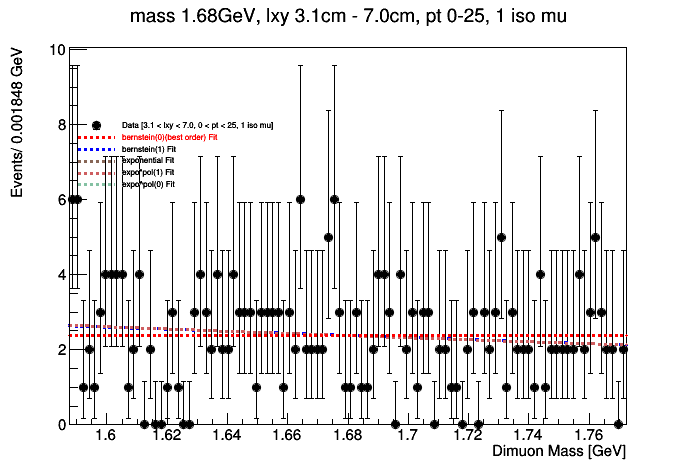 mass 1.68GeV, lxy 3.1cm - 7.0cm, pt 0-25, 1 iso mu
Events/ 0.001848 GeV
10
8
6
4
2
0
Data [3.1 < lxy < 7.0, 0 < pt < 25, 1 iso mu]
bernstein(0)(best order) Fit
bernstein(1) Fit
exponential Fit
expo*pol(1) Fit
expo*pol(0) Fit
1.6 1.62 1.64 1.66 1.68 1.7 1.72 1.74 1.76
Dimuon Mass [GeV]